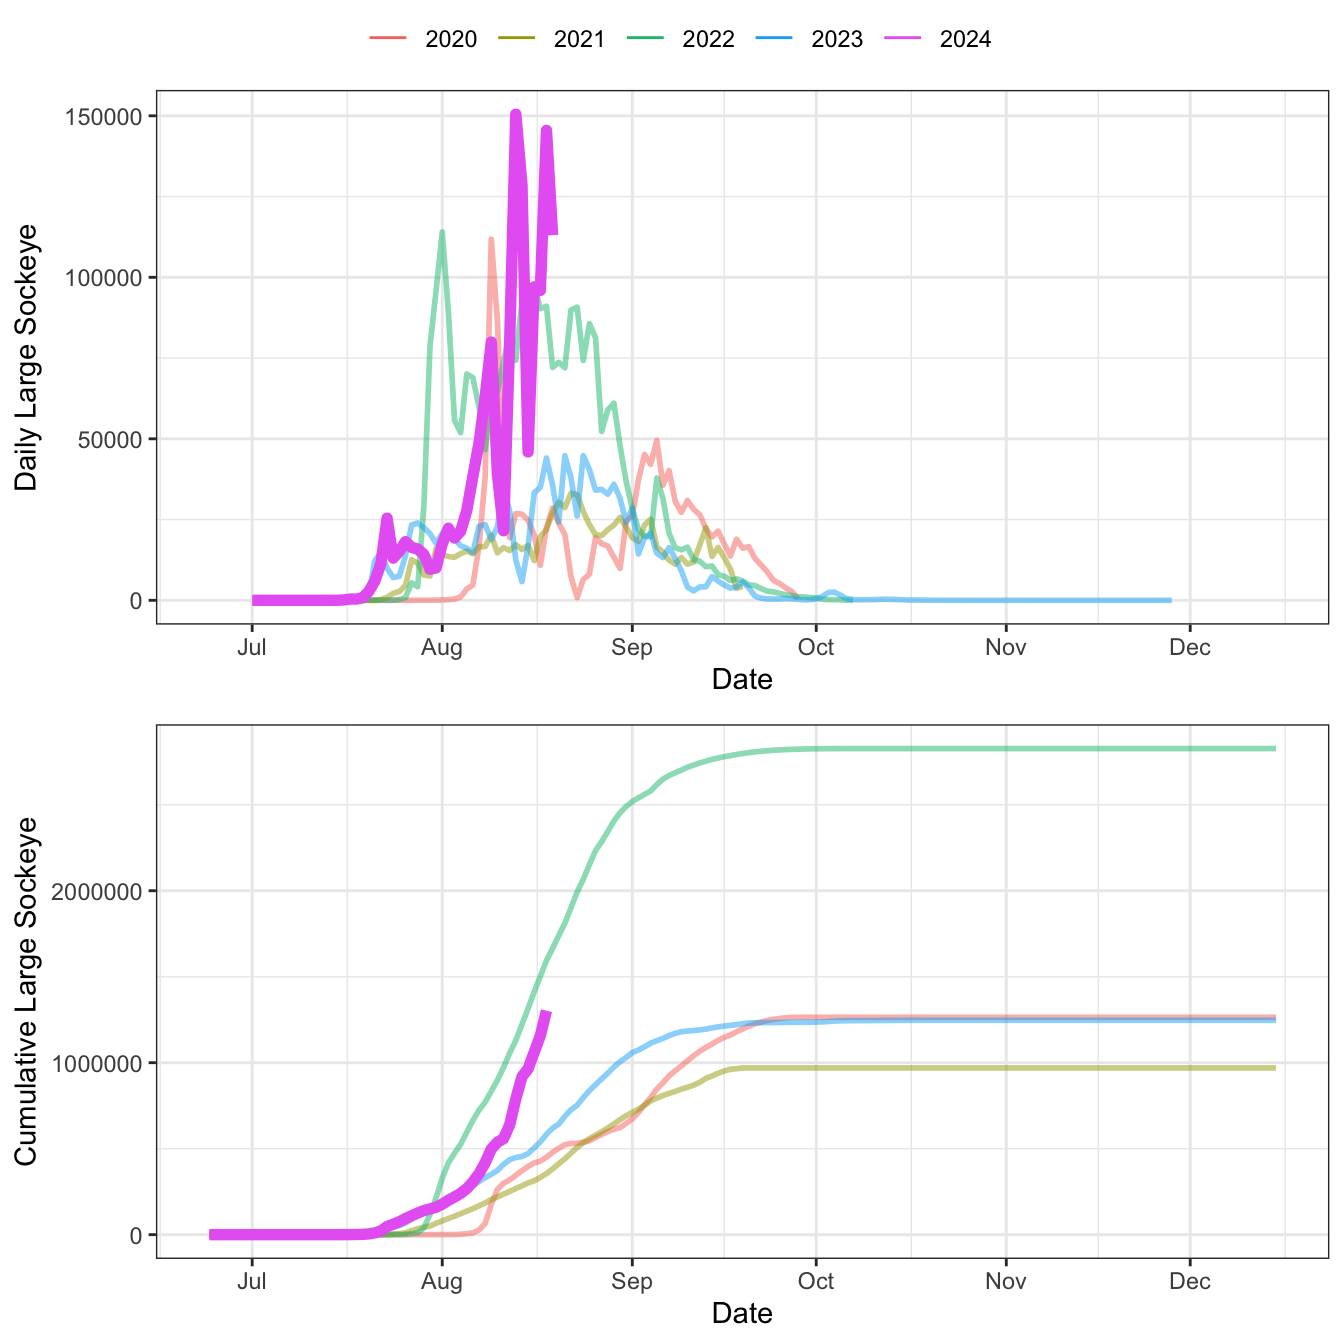 2020 2021 2022 2023 2024
150000
100000
50000
0
Daily Large Sockeye
Jul Aug Sep Oct Nov Dec
Date
2000000
1000000
0
Cumulative Large Sockeye
Jul Aug Sep Oct Nov Dec
Date